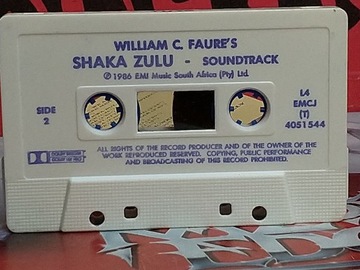 WILLIAM C. FAURE'S
SHAKA ZULU - SOUNDTRACK
℗ 1986 EMI Music South Africa (Pty) Ltd.
SIDE
2
L4
EMCJ
(T)
4051544
ALL RIGHTS OF THE RECORD PRODUCER AND OF THE OWNER OF THE
WORK REPRODUCED RESERVED. COPYING, PUBLIC PERFORMANCE
AND BROADCASTING OF THIS RECORD PROHIBITED.